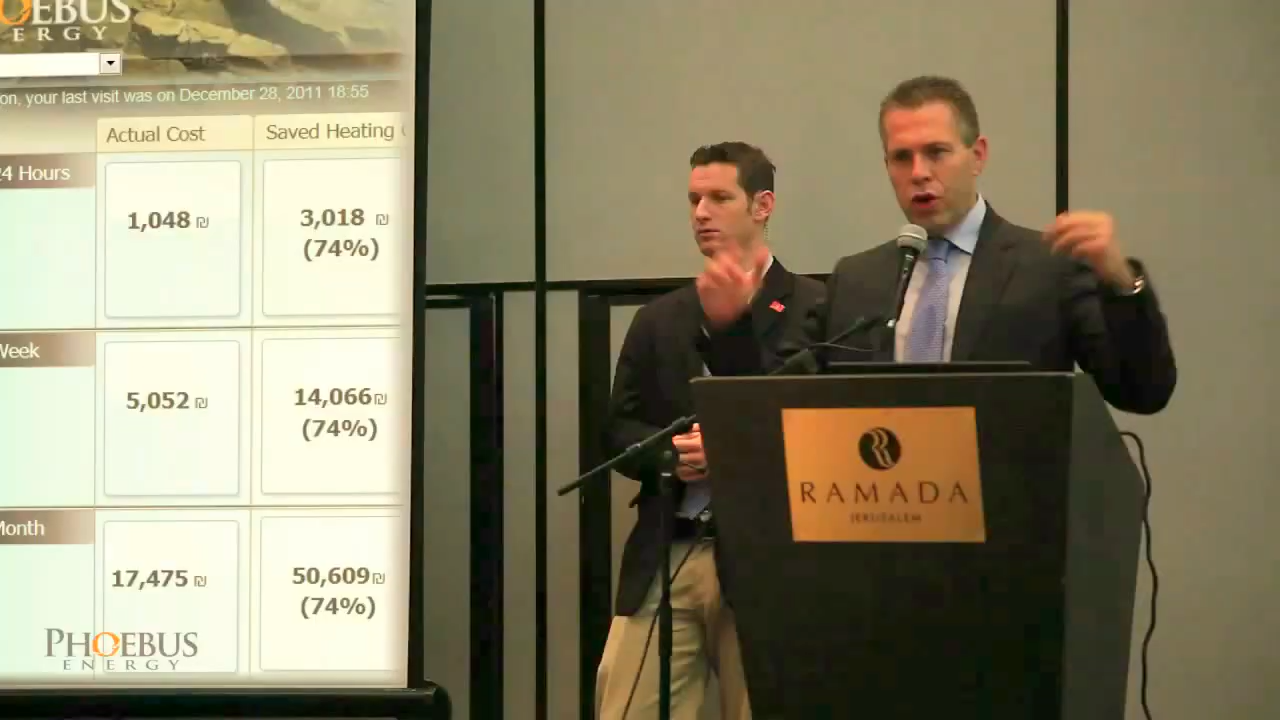 OEBUS
ERGY
on, your last visit was on December 28, 2011 18:55
Actual Cost
Saved Heating
24 Hours
1,048 ₪
3,018 ₪
(74%)
Week
5,052 ₪
14,066₪
(74%)
Month
17,475 ₪
50,609₪
(74%)
PHOEBUS
ENERGY
RAMADA
JERUSALEM